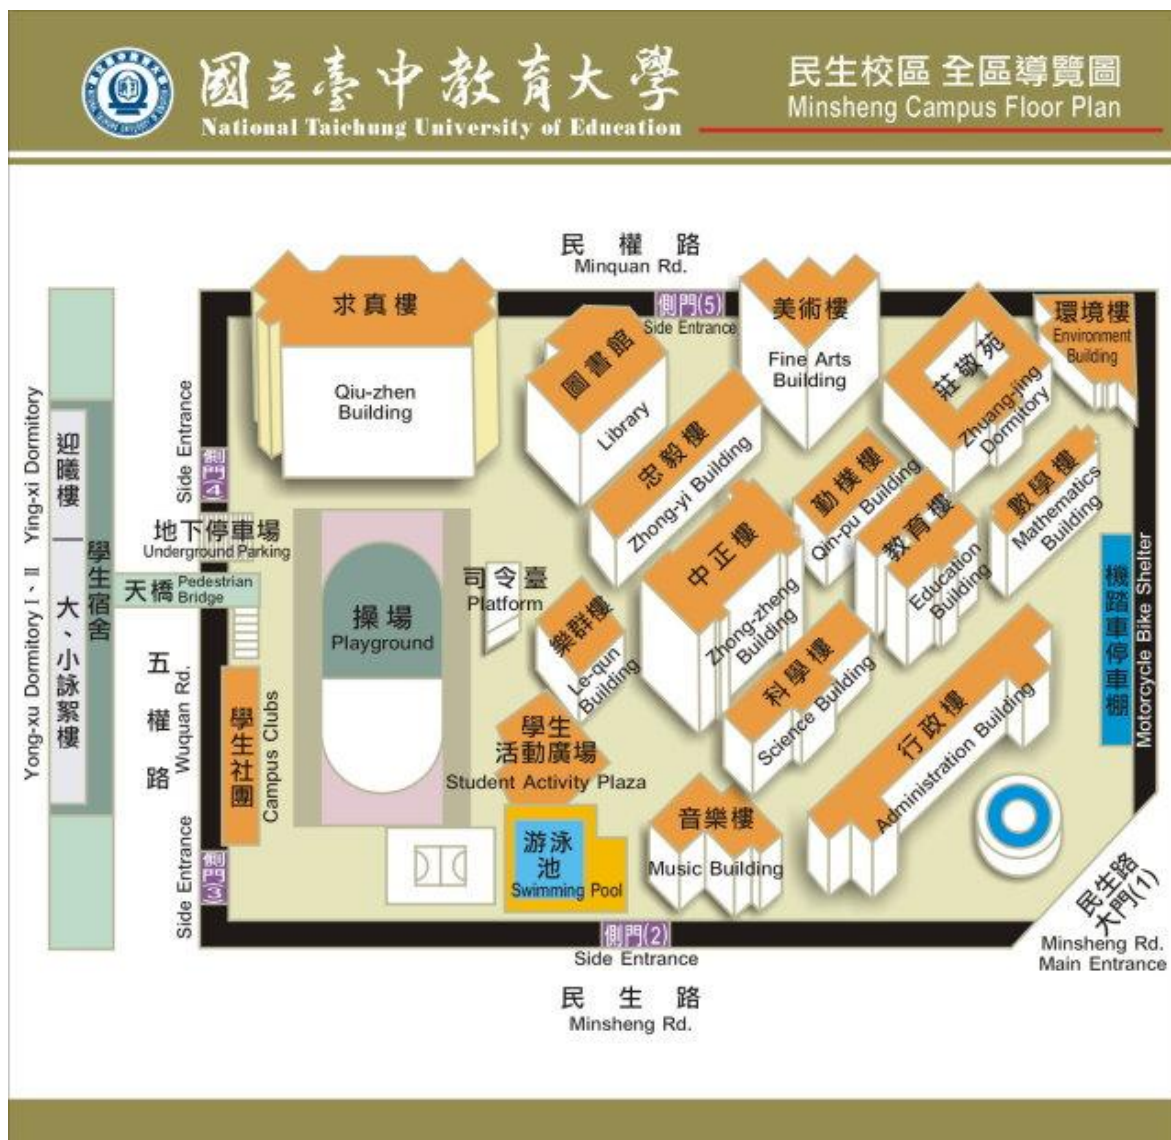 國立臺中教育大學
National Taichung University of Education
民生校區 全區導覽圖
Minsheng Campus Floor Plan
民權路
Minquan Rd.
求真樓
Qiu-zhen
Building
側門(5)
Side Entrance
圖書館
Library
美術樓
Fine Arts
Building
莊敬苑
Zhuang-jing
Dormitory
環境樓
Environment
Building
忠毅樓
Zhong-yi Building
勤樸樓
Qin-pu Building
教育樓
Education
Building
數學樓
Mathematics
Building
中正樓
Zhong-zheng
Building
Side Entrance
側門(4)
地下停車場
Underground Parking
天橋
Pedestrian
Bridge
迎曦樓
Ying-xi Dormitory
大、小詠絮樓
Yong-xu Dormitory I、II
學生宿舍
五權路
Wuquan Rd.
操場
Playground
司令臺
Platform
樂群樓
Le-qun
Building
科學樓
Science Building
行政樓
Administration Building
機踏車停車棚
Motorcycle Bike Shelter
學生社團
Campus Clubs
學生
活動廣場
Student Activity Plaza
游泳
池
Swimming Pool
音樂樓
Music Building
Side Entrance
側門(3)
側門(2)
Side Entrance
民生路
Minsheng Rd.
民生路
大門(1)
Minsheng Rd.
Main Entrance